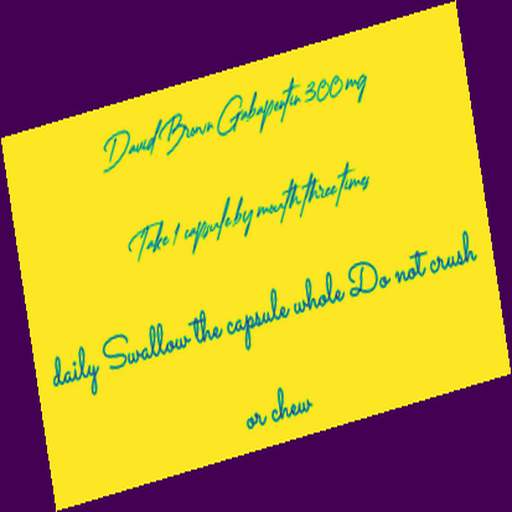 David Brown Gabapentin 300 mg
Take 1 capsule by mouth three times
daily Swallow the capsule whole Do not crush
or chew